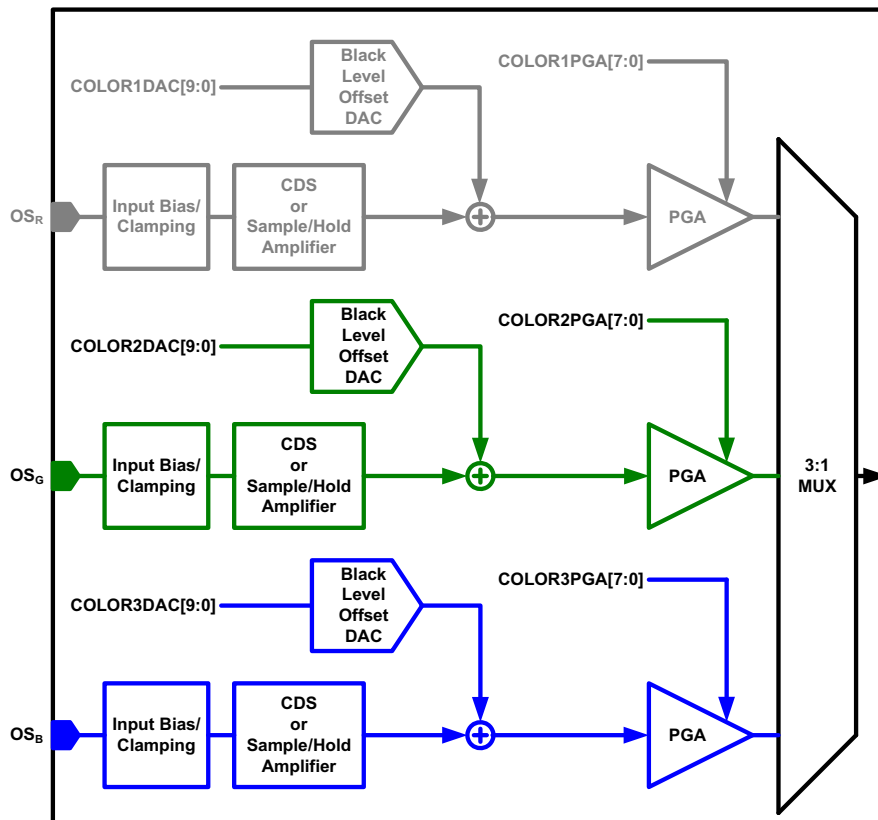 Black
Level
Offset
DAC
COLOR1DAC[9:0]
COLOR1PGA[7:0]
OSR
Input Bias/
Clamping
CDS
or
Sample/Hold
Amplifier
PGA
Black
Level
Offset
DAC
COLOR2DAC[9:0]
COLOR2PGA[7:0]
OSG
Input Bias/
Clamping
CDS
or
Sample/Hold
Amplifier
PGA
3:1
MUX
Black
Level
Offset
DAC
COLOR3DAC[9:0]
COLOR3PGA[7:0]
OSB
Input Bias/
Clamping
CDS
or
Sample/Hold
Amplifier
PGA